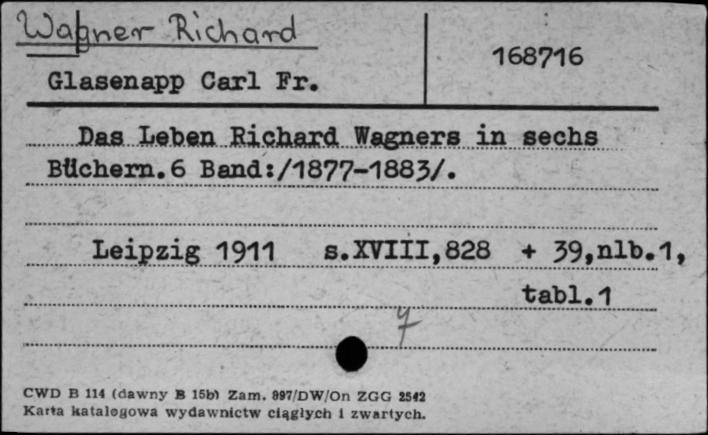 Wagner Richard
168716
Glasenapp Carl Fr.
Das Leben Richard Wagners in sechs
Büchern.6 Band:/1877-1883/.
Leipzig 1911 s.XVIII,828 + 39,nlb.1,
tabl.1
7
CWD B 114 (dawny B 15b) Zam. 897/DW/On ZGG 2542
Karta katalogowa wydawnictw ciągłych i zwartych.